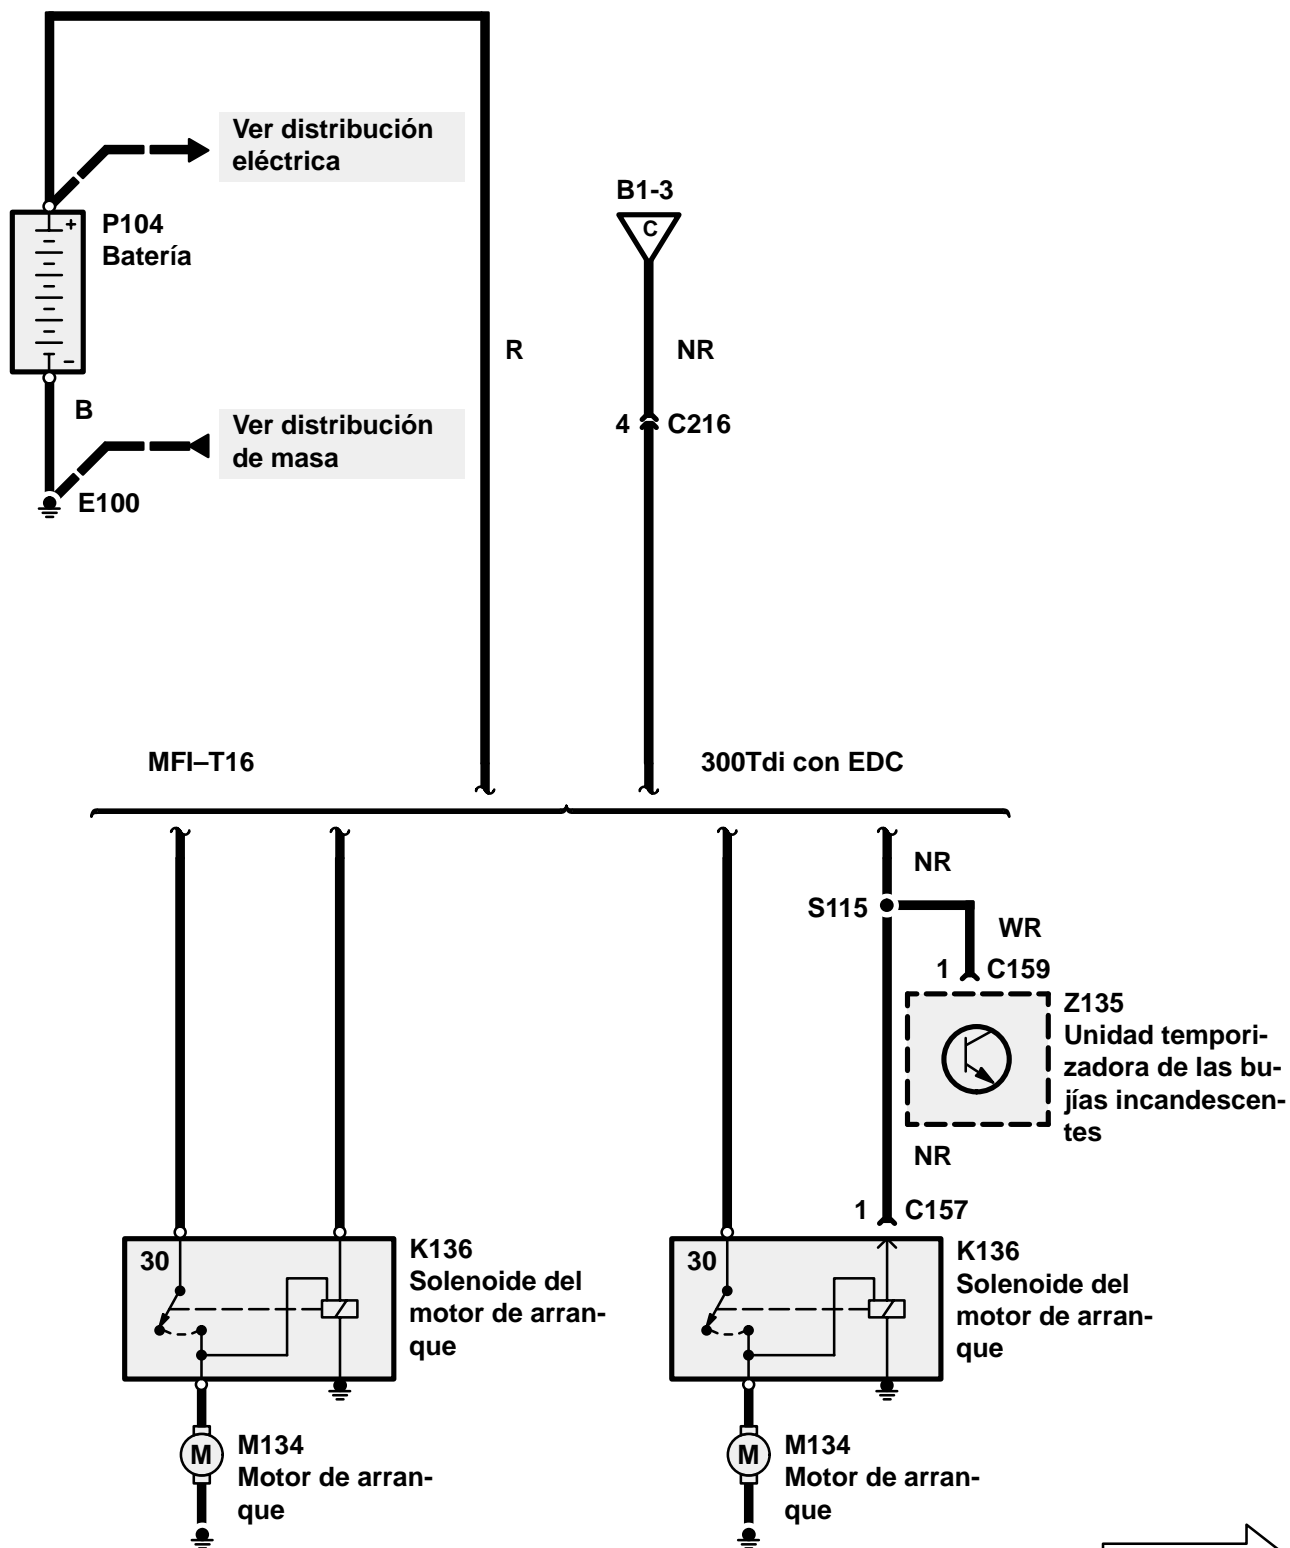 Ver distribución
eléctrica
B1-3
C
P104
Batería
+
–
R
NR
B
Ver distribución
de masa
4
C216
E100
MFI–T16
300Tdi con EDC
NR
S115
WR
1
C159
Z135
Unidad tempori-
zadora de las bu-
jías incandescen-
tes
NR
1
C157
30
K136
Solenoide del
motor de arran-
que
30
K136
Solenoide del
motor de arran-
que
M
M134
Motor de arran-
que
M
M134
Motor de arran-
que